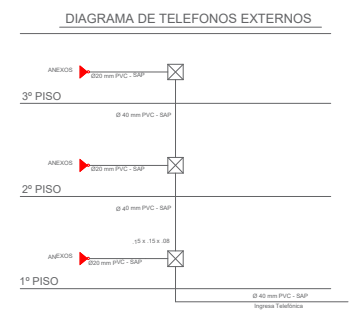 DIAGRAMA DE TELEFONOS EXTERNOS
ANEXOS
Ø20 mm PVC - SAP
3º PISO
Ø 40 mm PVC - SAP
ANEXOS
Ø20 mm PVC - SAP
2º PISO
Ø 40 mm PVC - SAP
.15 x .15 x .08
ANEXOS
Ø20 mm PVC - SAP
1º PISO
Ø 40 mm PVC - SAP
Ingresa Telefónica